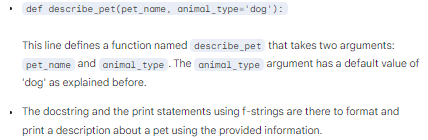 • def describe_pet(pet_name, animal_type='dog'):
This line defines a function named describe_pet that takes two arguments:
pet_name and animal_type. The animal_type argument has a default value of
'dog' as explained before.
• The docstring and the print statements using f-strings are there to format and
print a description about a pet using the provided information.